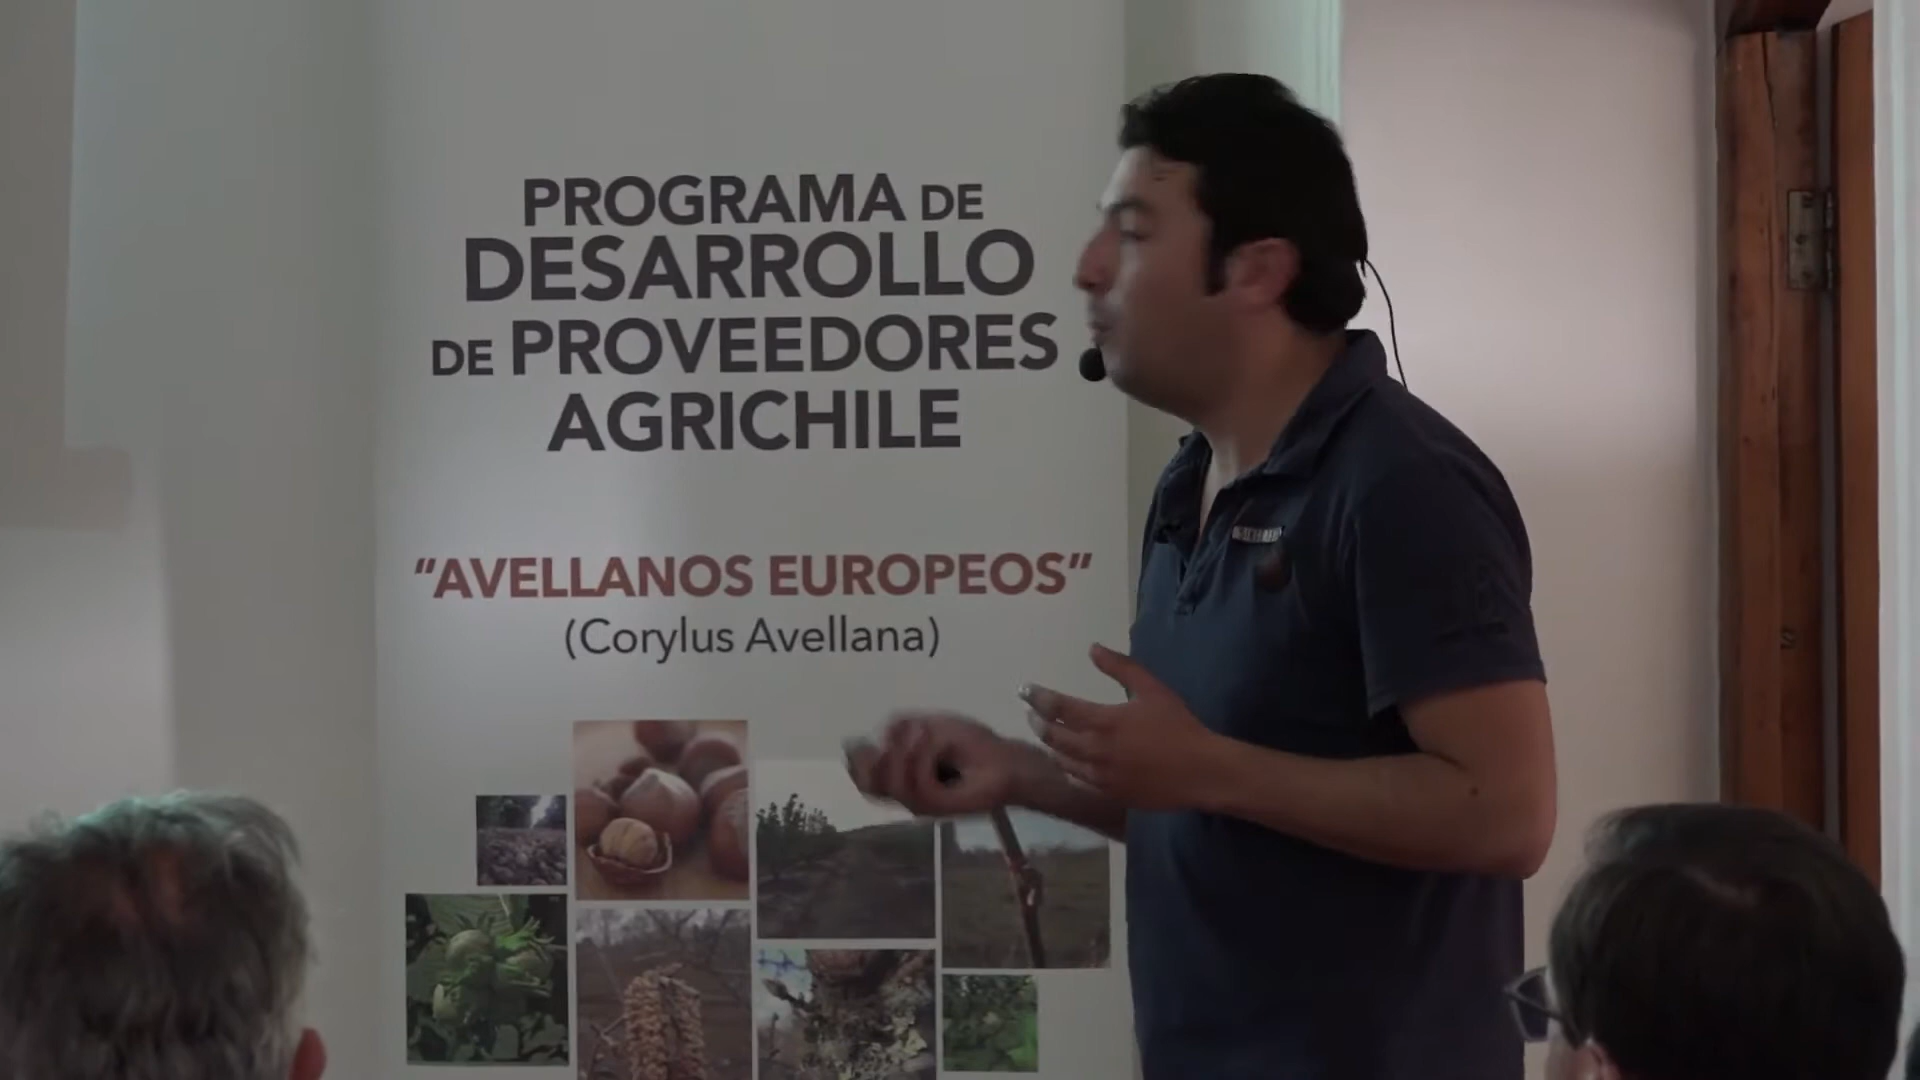 PROGRAMA DE
DESARROLLO
DE PROVEEDORES
AGRICHILE
“AVELLANOS EUROPEOS”
(Corylus Avellana)